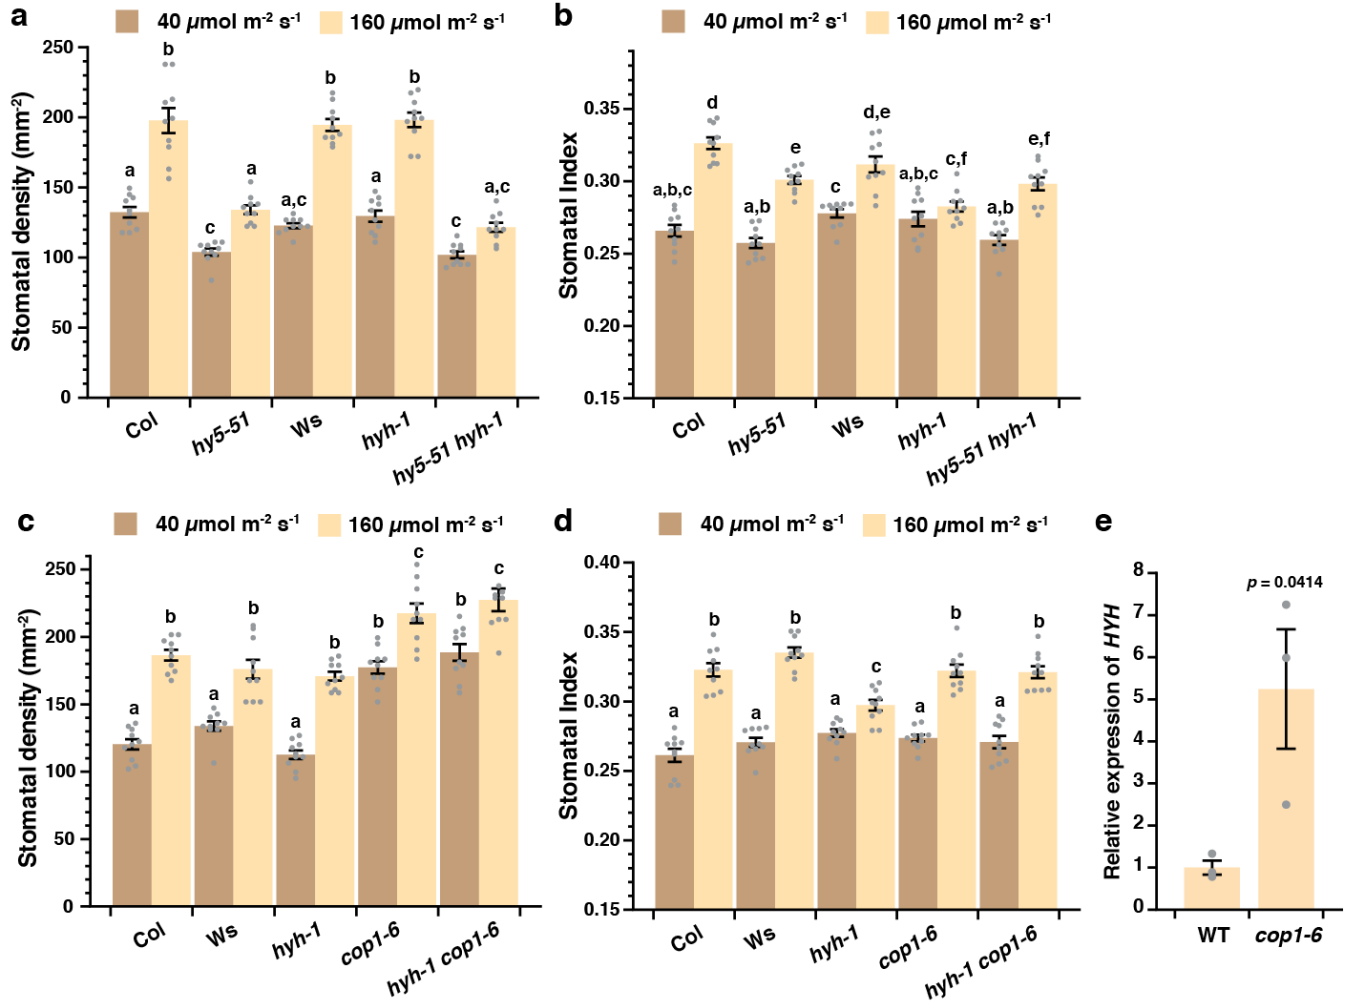 a
40 µmol m-2 s-1
160 µmol m-2 s-1
Stomatal density (mm-2)
250
200
150
100
50
0
a
b
c
a
a,c
b
a
b
c
a,c
Col
hy5-51
Ws
hyh-1
hy5-51 hyh-1
b
40 µmol m-2 s-1
160 µmol m-2 s-1
Stomatal Index
0.35
0.30
0.25
0.20
0.15
a,b,c
d
a,b
e
c
d,e
a,b,c
c,f
a,b
e,f
Col
hy5-51
Ws
hyh-1
hy5-51 hyh-1
c
40 µmol m-2 s-1
160 µmol m-2 s-1
Stomatal density (mm-2)
250
200
150
100
50
0
a
b
a
b
a
b
b
c
b
c
Col
Ws
hyh-1
cop1-6
hyh-1 cop1-6
d
40 µmol m-2 s-1
160 µmol m-2 s-1
Stomatal Index
0.40
0.35
0.30
0.25
0.20
0.15
a
b
a
b
a
c
a
b
a
b
Col
Ws
hyh-1
cop1-6
hyh-1 cop1-6
e
Relative expression of HYH
8
7
6
5
4
3
2
1
0
p = 0.0414
WT
cop1-6